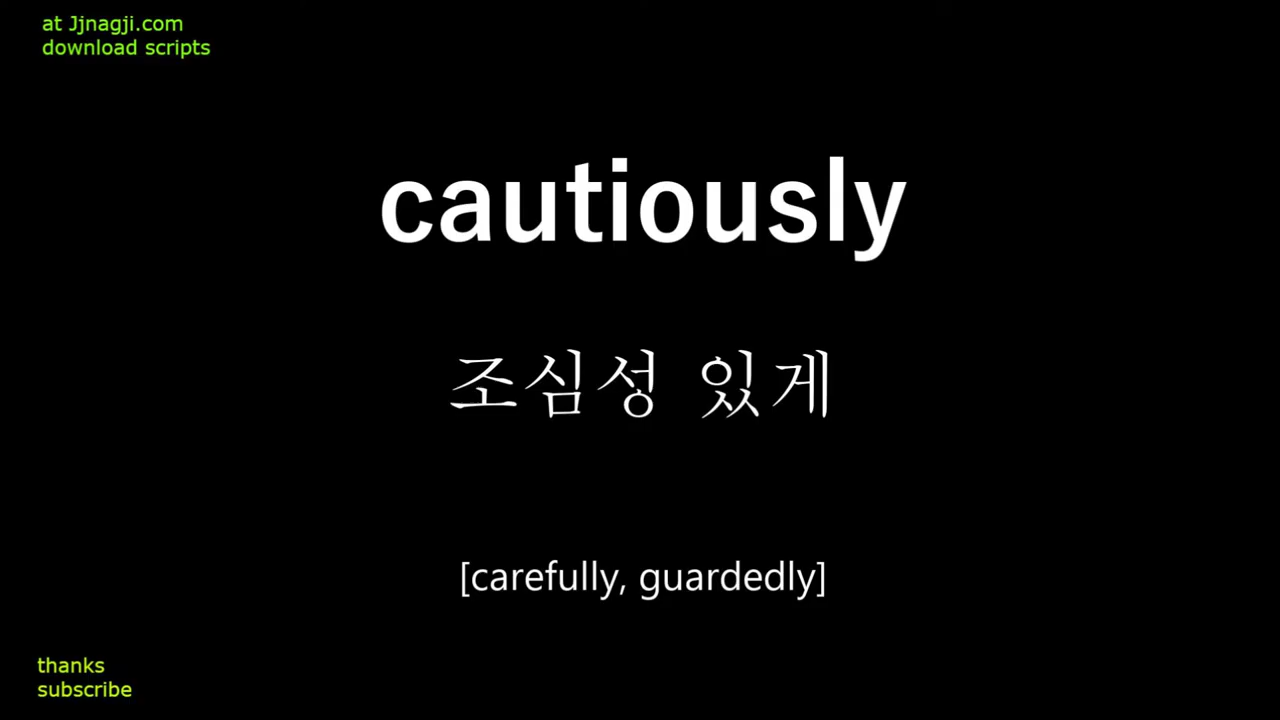 at Jjnagji.com
download scripts
cautiously
조심성 있게
[carefully, guardedly]
thanks
subscribe